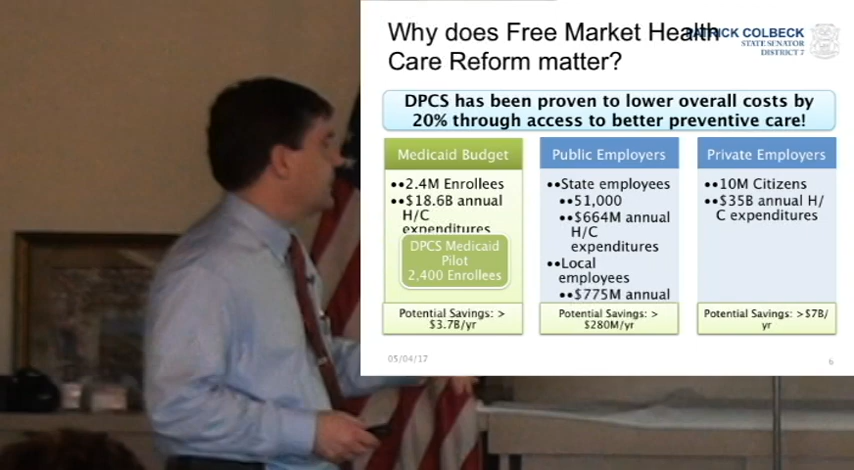 Why does Free Market Health
Care Reform matter?
PATRICK COLBECK
STATE SENATOR
DISTRICT 7
DPCS has been proven to lower overall costs by
20% through access to better preventive care!
Medicaid Budget
••2.4M Enrollees
••$18.6B annual
H/C
expenditures
DPCS Medicaid
Pilot
2,400 Enrollees
Potential Savings: >
$3.7B/yr
Public Employers
••State employees
••51,000
••$664M annual
H/C
expenditures
••Local
employees
••$775M annual
Potential Savings: >
$280M/yr
Private Employers
••10M Citizens
••$35B annual H/
C expenditures
Potential Savings: >$7B/
yr
05/04/17
6